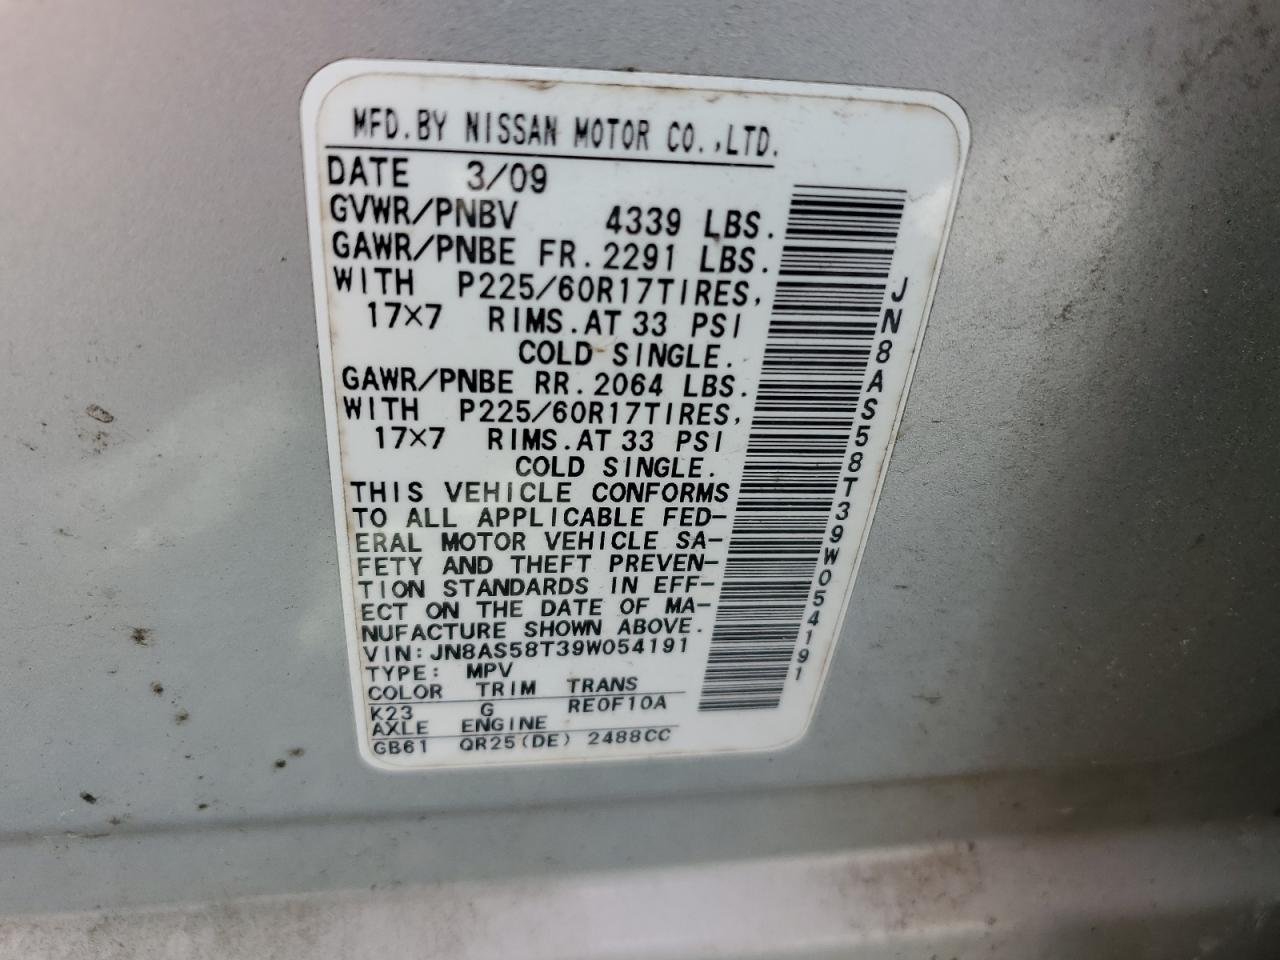 MFD.BY NISSAN MOTOR CO.,LTD.
DATE 3/09
GVWR/PNBV 4339 LBS.
GAWR/PNBE FR.2291 LBS.
WITH P225/60R17TIRES,
17×7 RIMS.AT 33 PSI
COLD SINGLE.
GAWR/PNBE RR.2064 LBS.
WITH P225/60R17TIRES,
17×7 RIMS.AT 33 PSI
COLD SINGLE.
THIS VEHICLE CONFORMS
TO ALL APPLICABLE FED-
ERAL MOTOR VEHICLE SA-
FETY AND THEFT PREVEN-
TION STANDARDS IN EFF-
ECT ON THE DATE OF MA-
NUFACTURE SHOWN ABOVE.
VIN:JN8AS58T39W054191
TYPE: MPV
COLOR TRIM TRANS
K23 G RE0F10A
AXLE ENGINE
GB61 QR25(DE) 2488CC
JN8AS58T39W054191